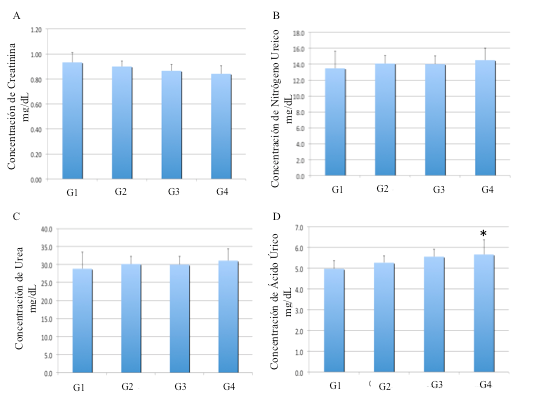 A
Concentración de Creatinina
mg/dL
1.20
1.00
0.80
0.60
0.40
0.20
0.00
G1 G2 G3 G4
B
Concentración de Nitrógeno Ureico
mg/dL
18.0
16.0
14.0
12.0
10.0
8.0
6.0
4.0
2.0
0.0
G1 G2 G3 G4
C
Concentración de Urea
mg/dL
40.0
35.0
30.0
25.0
20.0
15.0
10.0
5.0
0.0
G1 G2 G3 G4
D
Concentración de Ácido Úrico
mg/dL
7.0
6.0
5.0
4.0
3.0
2.0
1.0
0.0
*
G1 G2 G3 G4